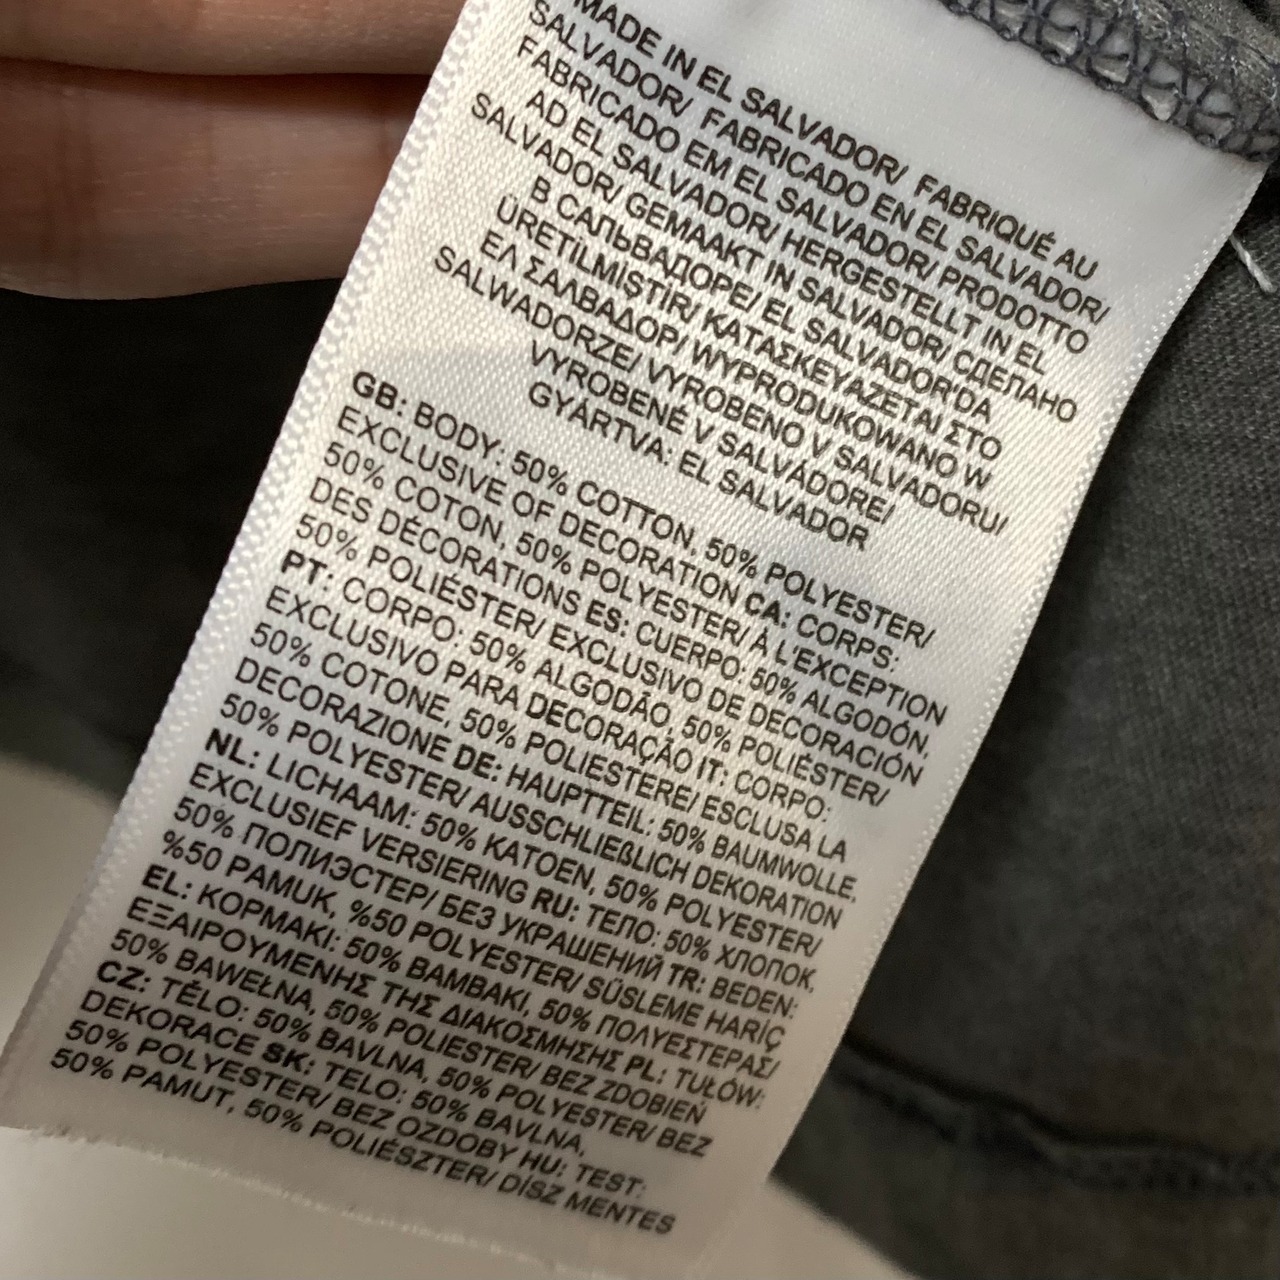 MADE IN EL SALVADOR/ FABRIQUÉ AU
SALVADOR/ FABRICADO EN EL SALVADOR/
FABRICADO EM EL SALVADOR/ PRODOTTO
AD EL SALVADOR/ HERGESTELLT IN EL
SALVADOR/ GEMAAKT IN SALVADOR/ СДЕЛАНО
В САЛЬВАДОРЕ/ EL SALVADOR'DA
ÜRETİLMİŞTİR/ ΚΑΤΑΣΚΕΥΑΖΕΤΑΙ ΣΤΟ
ΕΛ ΣΑΛΒΑΔΟΡ/ WYPRODUKOWANO W
SALWADORZE/ VYROBENO V SALVADORU/
VYROBENÉ V SALVÁDORE/
GYÁRTVA: EL SALVADOR
GB: BODY: 50% COTTON, 50% POLYESTER/
EXCLUSIVE OF DECORATION CA: CORPS:
50% COTON, 50% POLYESTER/ À L'EXCEPTION
DES DÉCORATIONS ES: CUERPO: 50% ALGODÓN,
50% POLIÉSTER/ EXCLUSIVO DE DECORACIÓN
PT: CORPO: 50% ALGODÃO, 50% POLIÉSTER/
EXCLUSIVO PARA DECORAÇÃO IT: CORPO:
50% COTONE, 50% POLIESTERE/ ESCLUSA LA
DECORAZIONE DE: HAUPTTEIL: 50% BAUMWOLLE,
50% POLYESTER/ AUSSCHLIEßLICH DEKORATION
NL: LICHAAM: 50% KATOEN, 50% POLYESTER/
EXCLUSIEF VERSIERING RU: ТЕЛО: 50% ХЛОПОК,
50% ПОЛИЭСТЕР/ БЕЗ УКРАШЕНИЙ TR: BEDEN:
%50 PAMUK, %50 POLYESTER/ SÜSLEME HARİÇ
EL: ΚΟΡΜΑΚΙ: 50% ΒΑΜΒΑΚΙ, 50% ΠΟΛΥΕΣΤΕΡΑΣ/
ΕΞΑΙΡΟΥΜΕΝΗΣ ΤΗΣ ΔΙΑΚΟΣΜΗΣΗΣ PL: TUŁÓW:
50% BAWEŁNA, 50% POLIESTER/ BEZ ZDOBIEŃ
CZ: TĚLO: 50% BAVLNA, 50% POLYESTER/ BEZ
DEKORACE SK: TELO: 50% BAVLNA,
50% POLYESTER/ BEZ OZDOBY HU: TEST:
50% PAMUT, 50% POLIÉSZTER/ DÍSZ MENTES